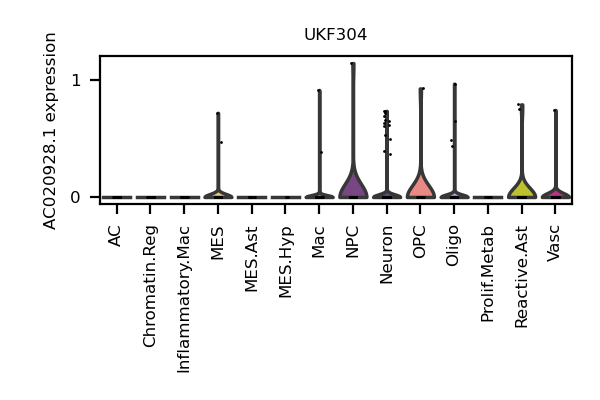 UKF304
AC020928.1 expression
1
0
AC
Chromatin.Reg
Inflammatory.Mac
MES
MES.Ast
MES.Hyp
Mac
NPC
Neuron
OPC
Oligo
Prolif.Metab
Reactive.Ast
Vasc